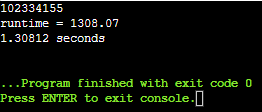 102334155
runtime = 1308.07
1.30812 seconds
...Program finished with exit code 0
Press ENTER to exit console.